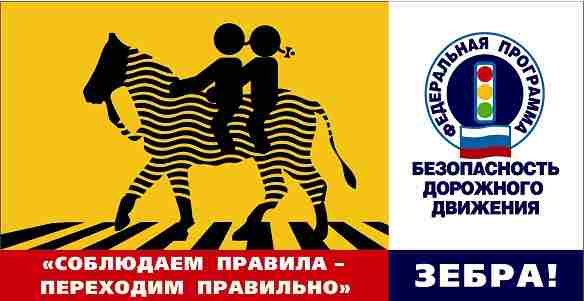 ФЕДЕРАЛЬНАЯ ПРОГРАММА
БЕЗОПАСНОСТЬ
ДОРОЖНОГО
ДВИЖЕНИЯ
«СОБЛЮДАЕМ ПРАВИЛА –
ПЕРЕХОДИМ ПРАВИЛЬНО»
ЗЕБРА!